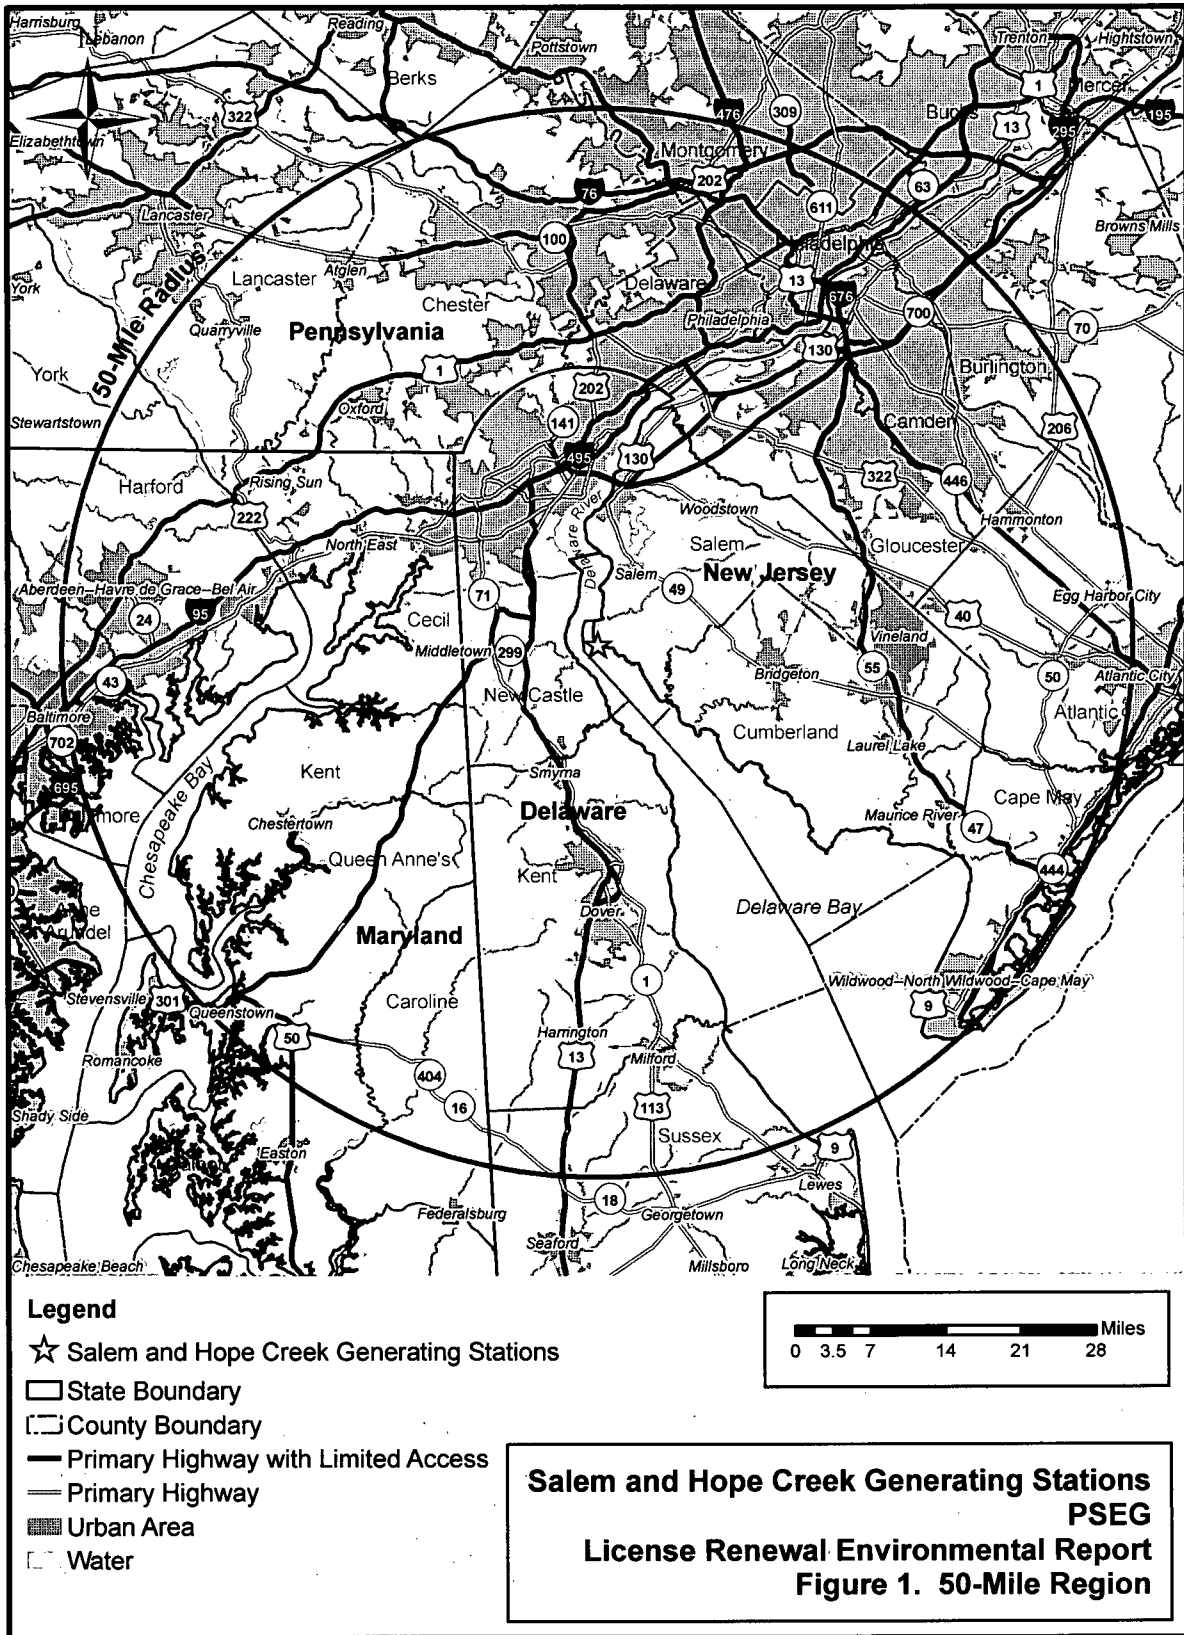 Harrisburg
Lebanon
Reading
Pottstown
Trenton
Hightstown
Berks
Mercer
1
322
476
309
Bucks
13
295
195
Elizabethtown
Montgomery
202
76
63
Lancaster
611
100
Browns Mills
Philadelphia
50-Mile Radius
Lancaster
Atglen
Delaware
13
York
Chester
676
Quarryville
Pennsylvania
Philadelphia
700
70
130
1
Burlington
York
202
Oxford
Stewartstown
141
Camden
206
495
130
Harford
Rising Sun
322
446
222
Delaware River
Woodstown
Hammonton
North East
Salem
Gloucester
Salem
New Jersey
Aberdeen--Havre de Grace--Bel Air
71
49
Egg Harbor City
24
95
Cecil
40
Vineland
Middletown
299
43
Bridgeton
55
50
Atlantic City
New Castle
Baltimore
Atlantic
702
Cumberland
Laurel Lake
Smyrna
Kent
695
Cape May
Chesapeake Bay
Delaware
Maurice River
Chestertown
47
Queen Anne's
Kent
444
Anne
Arundel
Dover
Delaware Bay
Maryland
1
Wildwood--North Wildwood--Cape May
Stevensville
301
Caroline
9
Queenstown
50
Harrington
13
Milford
Romancoke
404
16
113
Shady Side
Sussex
9
Easton
Lewes
18
Federalsburg
Georgetown
Seaford
Chesapeake Beach
Millsboro
Long Neck
Legend
Salem and Hope Creek Generating Stations
State Boundary
County Boundary
Primary Highway with Limited Access
Primary Highway
Urban Area
Water
Miles
0 3.5 7 14 21 28
Salem and Hope Creek Generating Stations
PSEG
License Renewal Environmental Report
Figure 1. 50-Mile Region